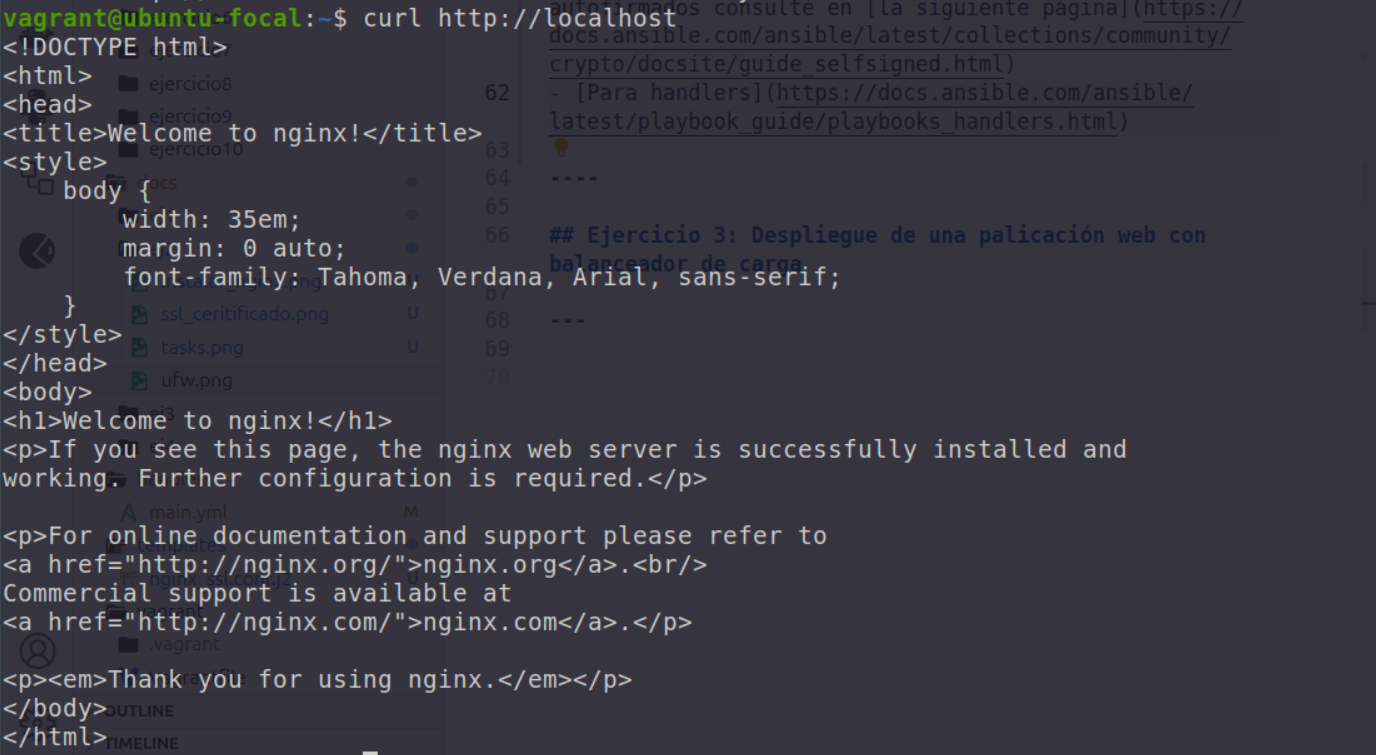 vagrant@ubuntu-focal:~$ curl http://localhost
<!DOCTYPE html>
<html>
<head>
<title>Welcome to nginx!</title>
<style>
    body {
        width: 35em;
        margin: 0 auto;
        font-family: Tahoma, Verdana, Arial, sans-serif;
    }
</style>
</head>
<body>
<h1>Welcome to nginx!</h1>
<p>If you see this page, the nginx web server is successfully installed and
working. Further configuration is required.</p>

<p>For online documentation and support please refer to
<a href="http://nginx.org/">nginx.org</a>.<br/>
Commercial support is available at
<a href="http://nginx.com/">nginx.com</a>.</p>

<p><em>Thank you for using nginx.</em></p>
</body>
</html>
ejercicio8
ejercicio9
ejercicio10
docs
ssl_ceritificado.png U
tasks.png U
ufw.png
ej3
main.yml M
templates
nginx_ssl.conf.j2 U
vagrant
.vagrant
OUTLINE
TIMELINE
autofirmados consulte en [la siguiente página](https://
docs.ansible.com/ansible/latest/collections/community/
crypto/docsite/guide_selfsigned.html)
62 - [Para handlers](https://docs.ansible.com/ansible/
latest/playbook_guide/playbooks_handlers.html)
63
64 ----
65
66 ## Ejercicio 3: Despliegue de una palicación web con
balanceador de carga
67
68 ---
69
70